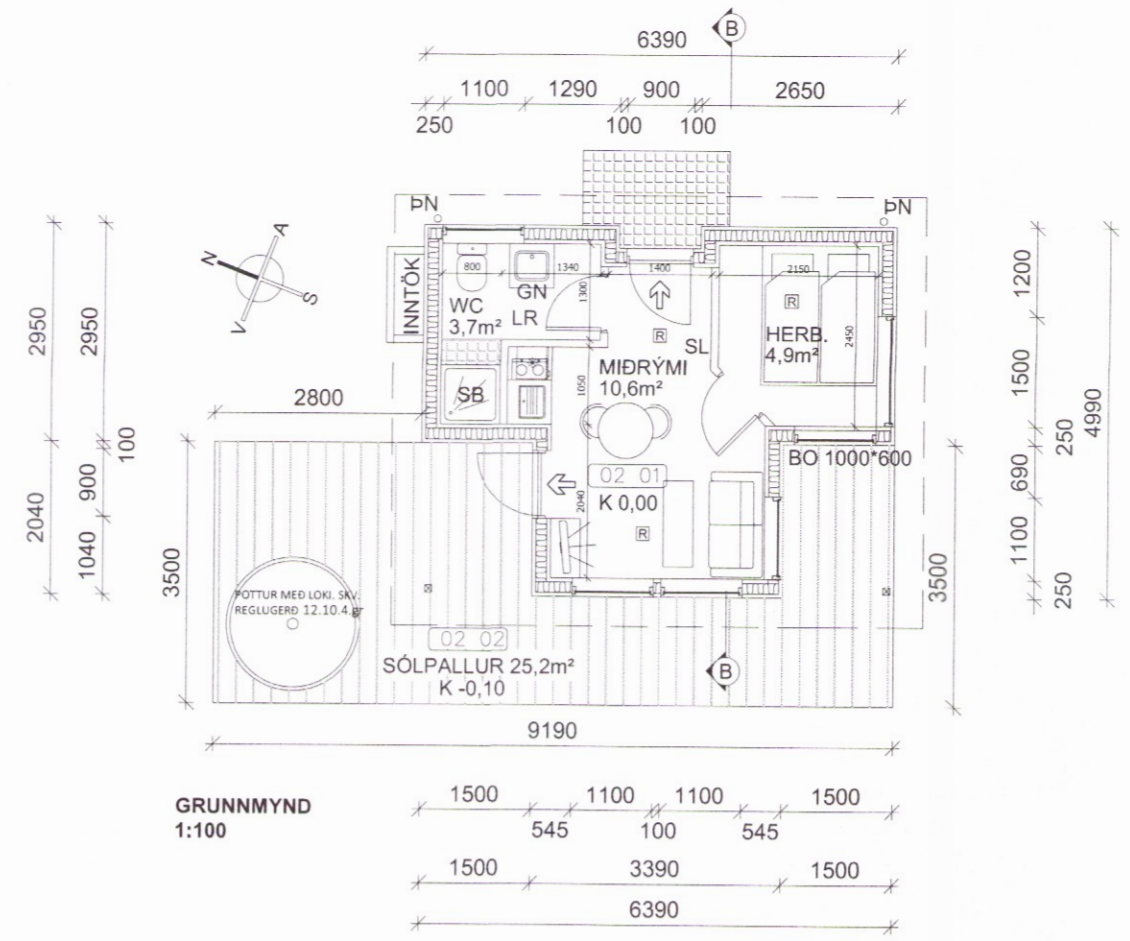 B
6390
1100 1290 900 2650
250 100 100
ÞN ÞN
A
N
S
V
INNTÖK
800 1340 1400 2150
GN
WC
3,7m²
LR
1300
R
R
HERB.
4,9m²
2450
SL
MIÐRÝMI
10,6m²
1050
SB
2950 2950
2800
100
2040 900
1040
3500
1200
1500
250
4990
690
1100
250
3500
BO 1000*600
02 01
K 0,00
2040
R
POTTUR MEÐ LOKI. SKV.
REGLUGERÐ 12.10.4.gr
02 02
SÓLPALLUR 25,2m²
K -0,10
B
9190
GRUNNMYND
1:100
1500 1100 1100 1500
545 100 545
1500 3390 1500
6390